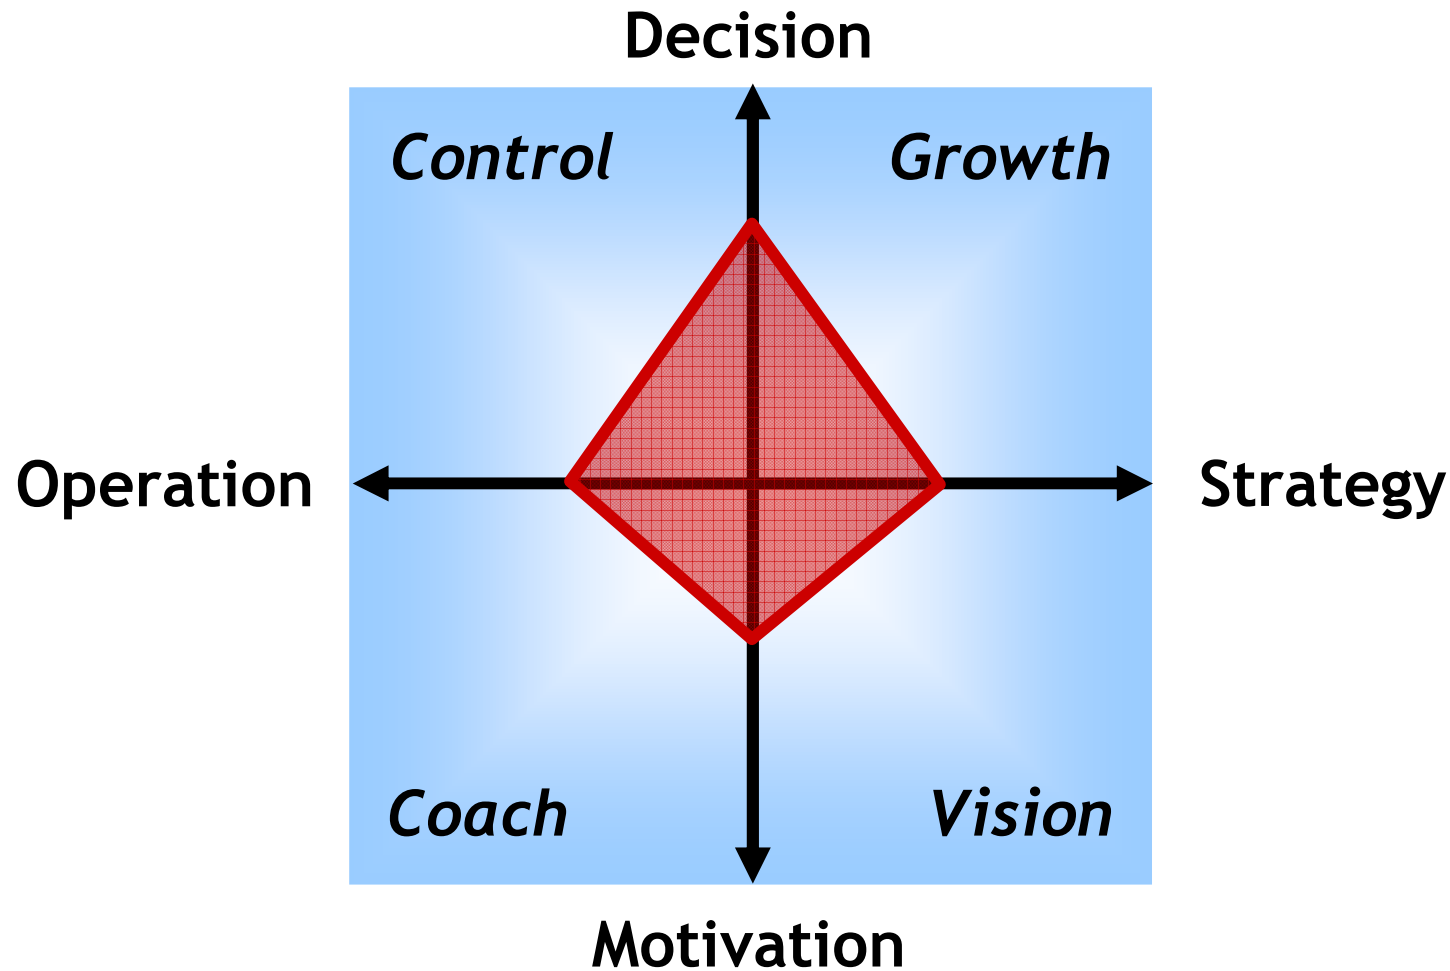 Decision
Control
Growth
Operation
Strategy
Coach
Vision
Motivation